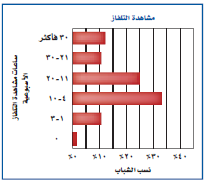 مشاهدة التلفاز
ساعات مشاهدة التلفاز
الأسبوعية
٣٠ فأكثر
٢١-٣٠
١١-٢٠
٤-١٠
١-٣
٠
٪٠ ٪١٠ ٪٢٠ ٪٣٠ ٪٤٠
نسب الشباب